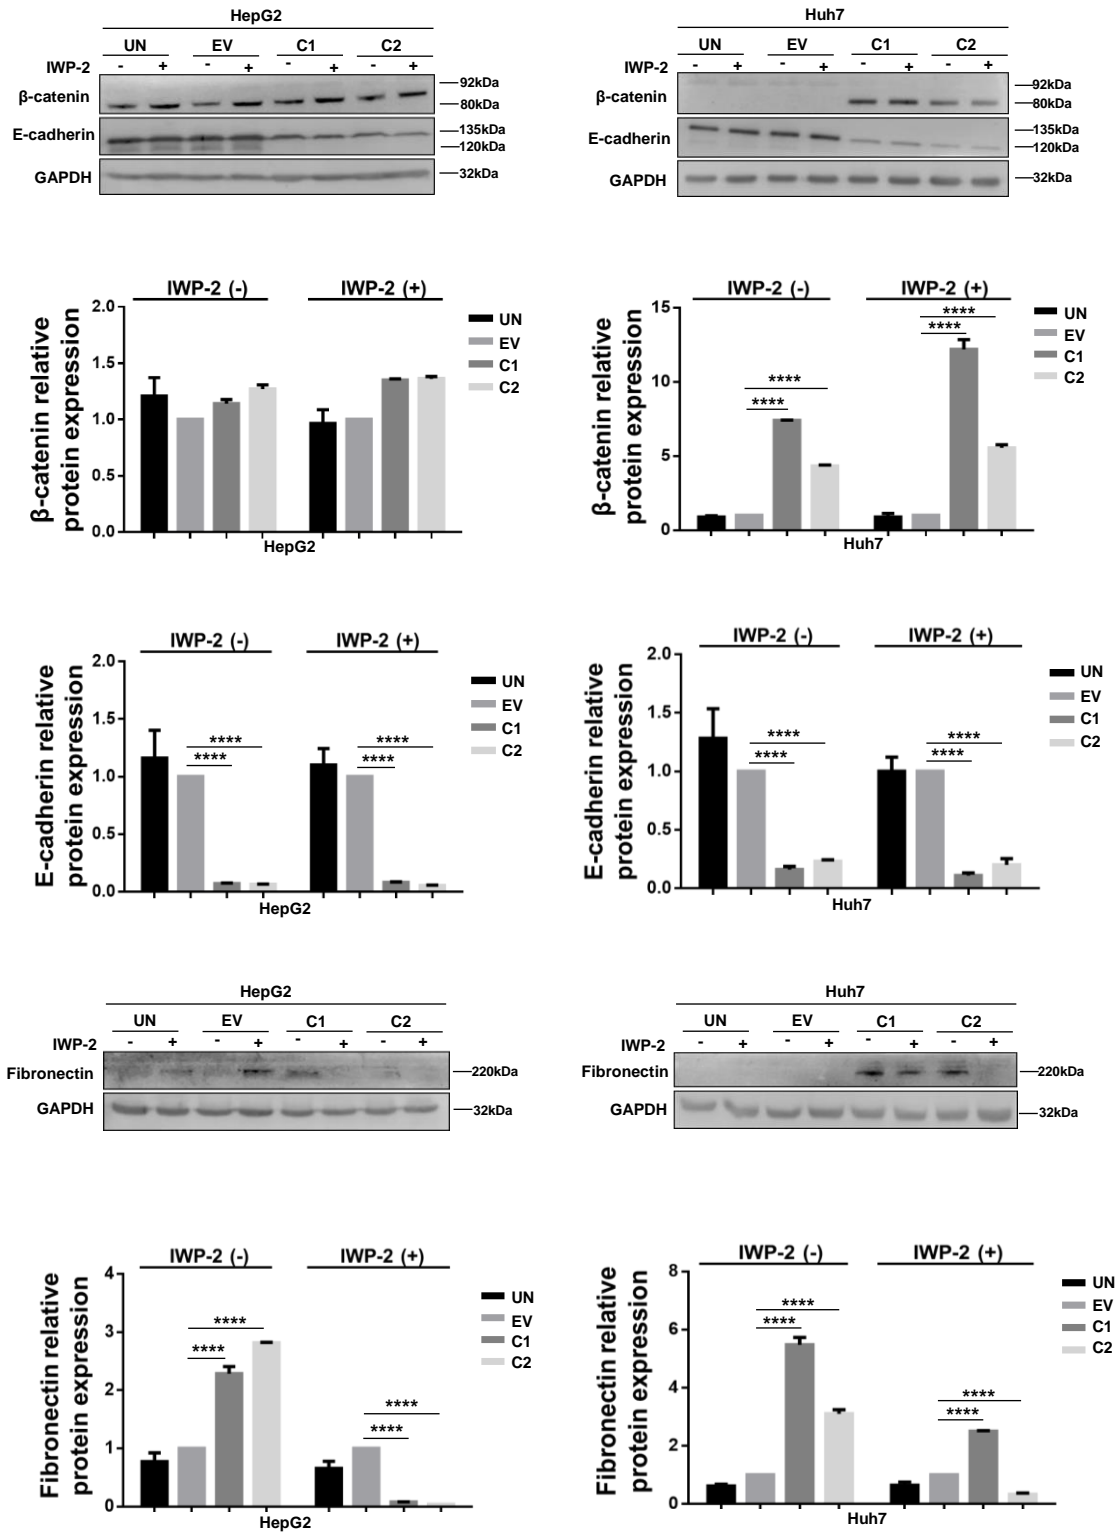 HepG2
UN EV C1 C2
IWP-2 - + - + - + - +
β-catenin
92kDa
80kDa
E-cadherin
135kDa
120kDa
GAPDH
32kDa
Huh7
UN EV C1 C2
IWP-2 - + - + - + - +
β-catenin
92kDa
80kDa
E-cadherin
135kDa
120kDa
GAPDH
32kDa
IWP-2 (-) IWP-2 (+)
β-catenin relative
protein expression
2.0
1.5
1.0
0.5
0.0
UN
EV
C1
C2
HepG2
IWP-2 (-) IWP-2 (+)
β-catenin relative
protein expression
15
10
5
0
**** **** **** ****
UN
EV
C1
C2
Huh7
IWP-2 (-) IWP-2 (+)
E-cadherin relative
protein expression
2.0
1.5
1.0
0.5
0.0
**** **** **** ****
UN
EV
C1
C2
HepG2
IWP-2 (-) IWP-2 (+)
E-cadherin relative
protein expression
2.0
1.5
1.0
0.5
0.0
**** **** **** ****
UN
EV
C1
C2
Huh7
HepG2
UN EV C1 C2
IWP-2 - + - + - + - +
Fibronectin
220kDa
GAPDH
32kDa
Huh7
UN EV C1 C2
IWP-2 - + - + - + - +
Fibronectin
220kDa
GAPDH
32kDa
IWP-2 (-) IWP-2 (+)
Fibronectin relative
protein expression
4
3
2
1
0
**** **** **** ****
UN
EV
C1
C2
HepG2
IWP-2 (-) IWP-2 (+)
Fibronectin relative
protein expression
8
6
4
2
0
**** **** **** ****
UN
EV
C1
C2
Huh7